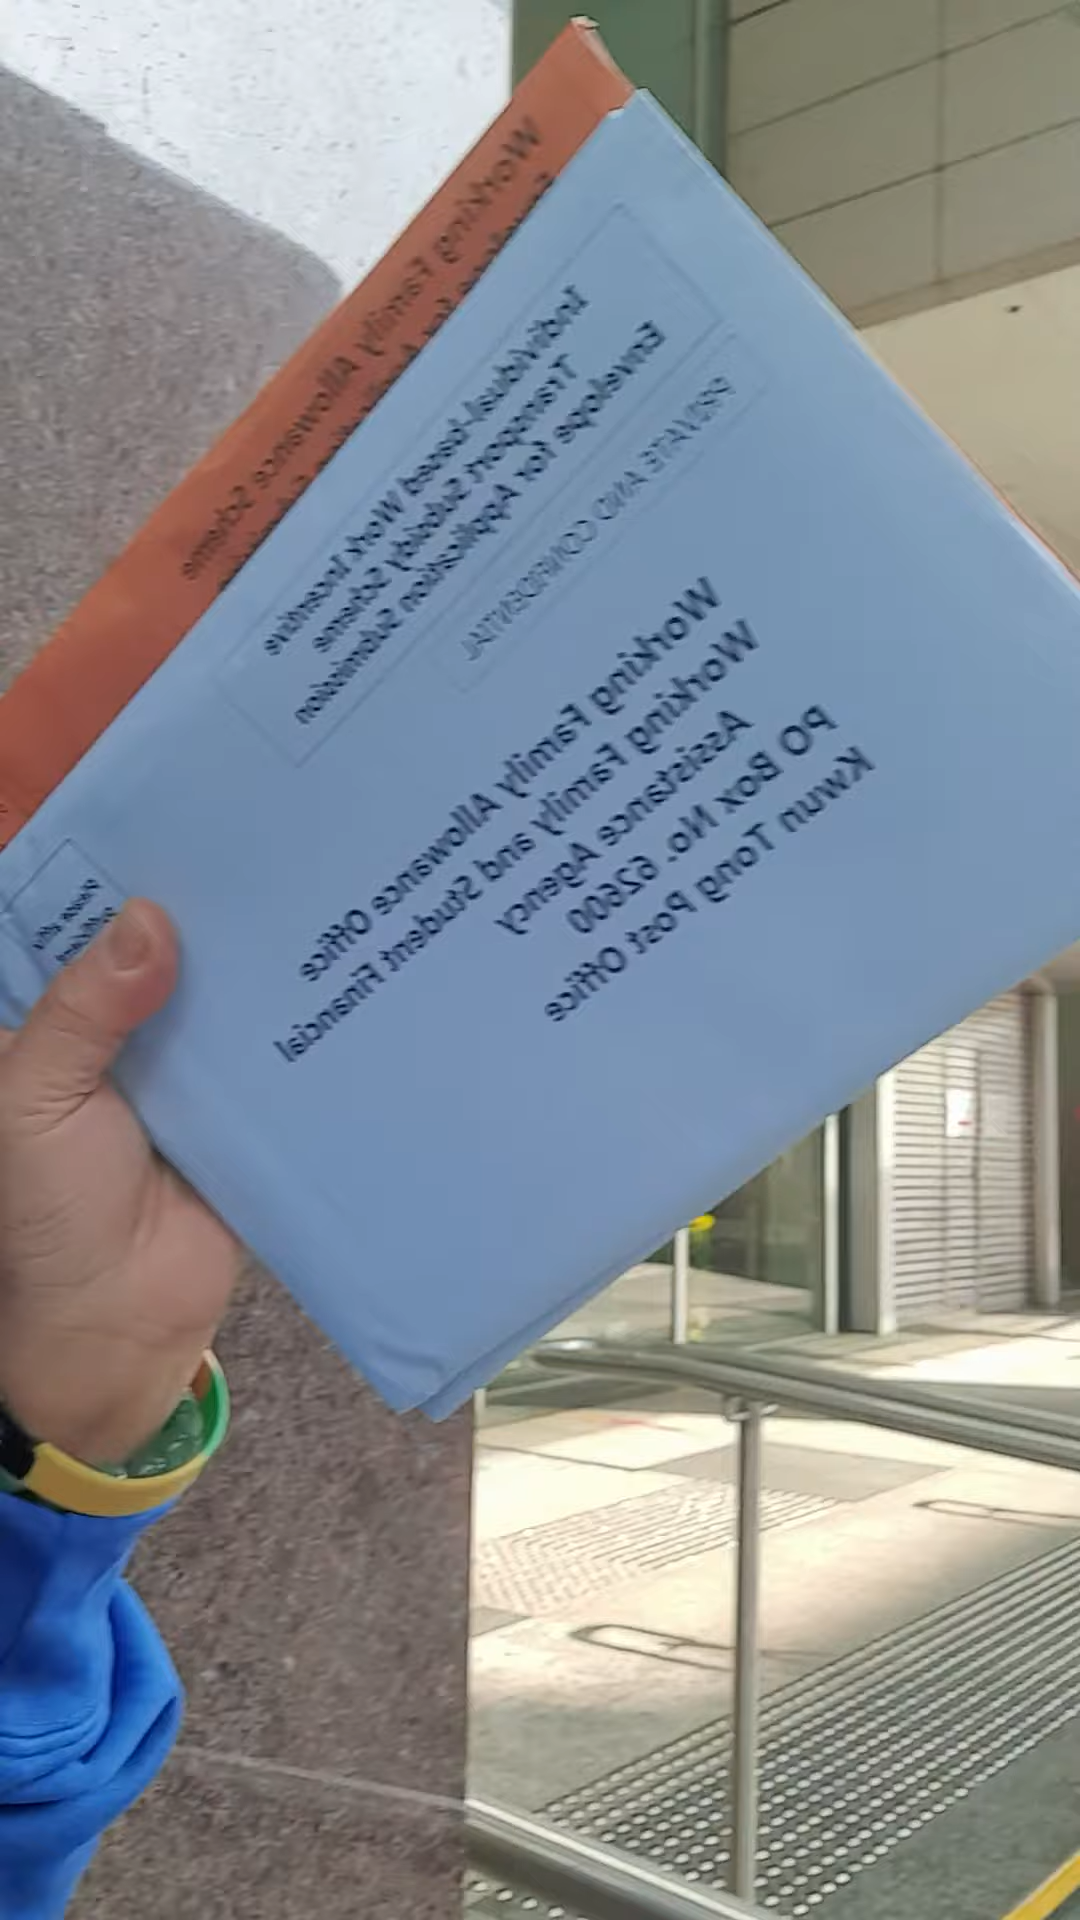 Working Family Allowance Scheme
Individual-based Work Incentive
Transport Subsidy Scheme
Envelope for Application Submission
PRIVATE AND CONFIDENTIAL
Working Family Allowance Office
Working Family and Student Financial
Assistance Agency
PO Box No. 62600
Kwun Tong Post Office